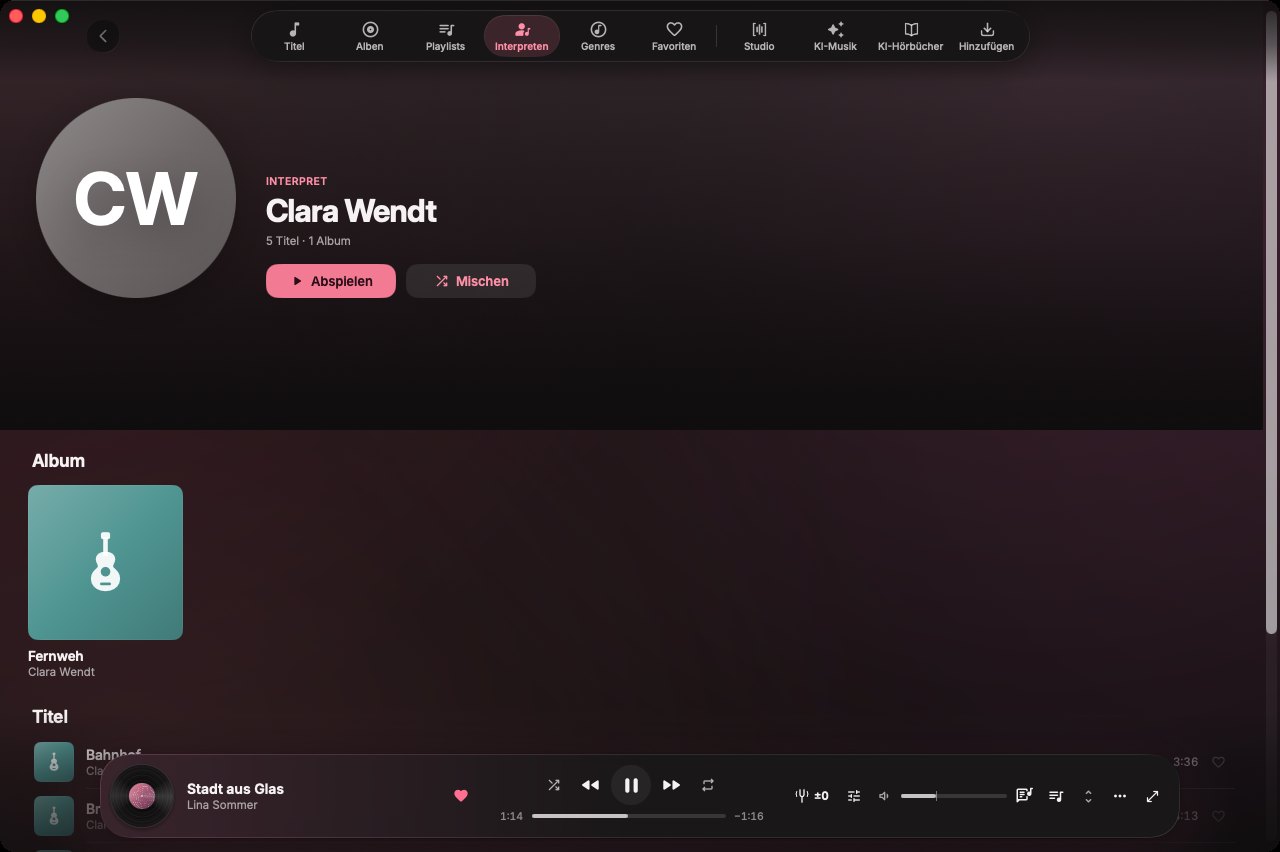 Titel
Alben
Playlists
Interpreten
Genres
Favoriten
Studio
KI-Musik
KI-Hörbücher
Hinzufügen
CW
INTERPRET
Clara Wendt
5 Titel · 1 Album
Abspielen
Mischen
Album
Fernweh
Clara Wendt
Titel
Bahnhof
3:36
Stadt aus Glas
Lina Sommer
1:14
−1:16
±0